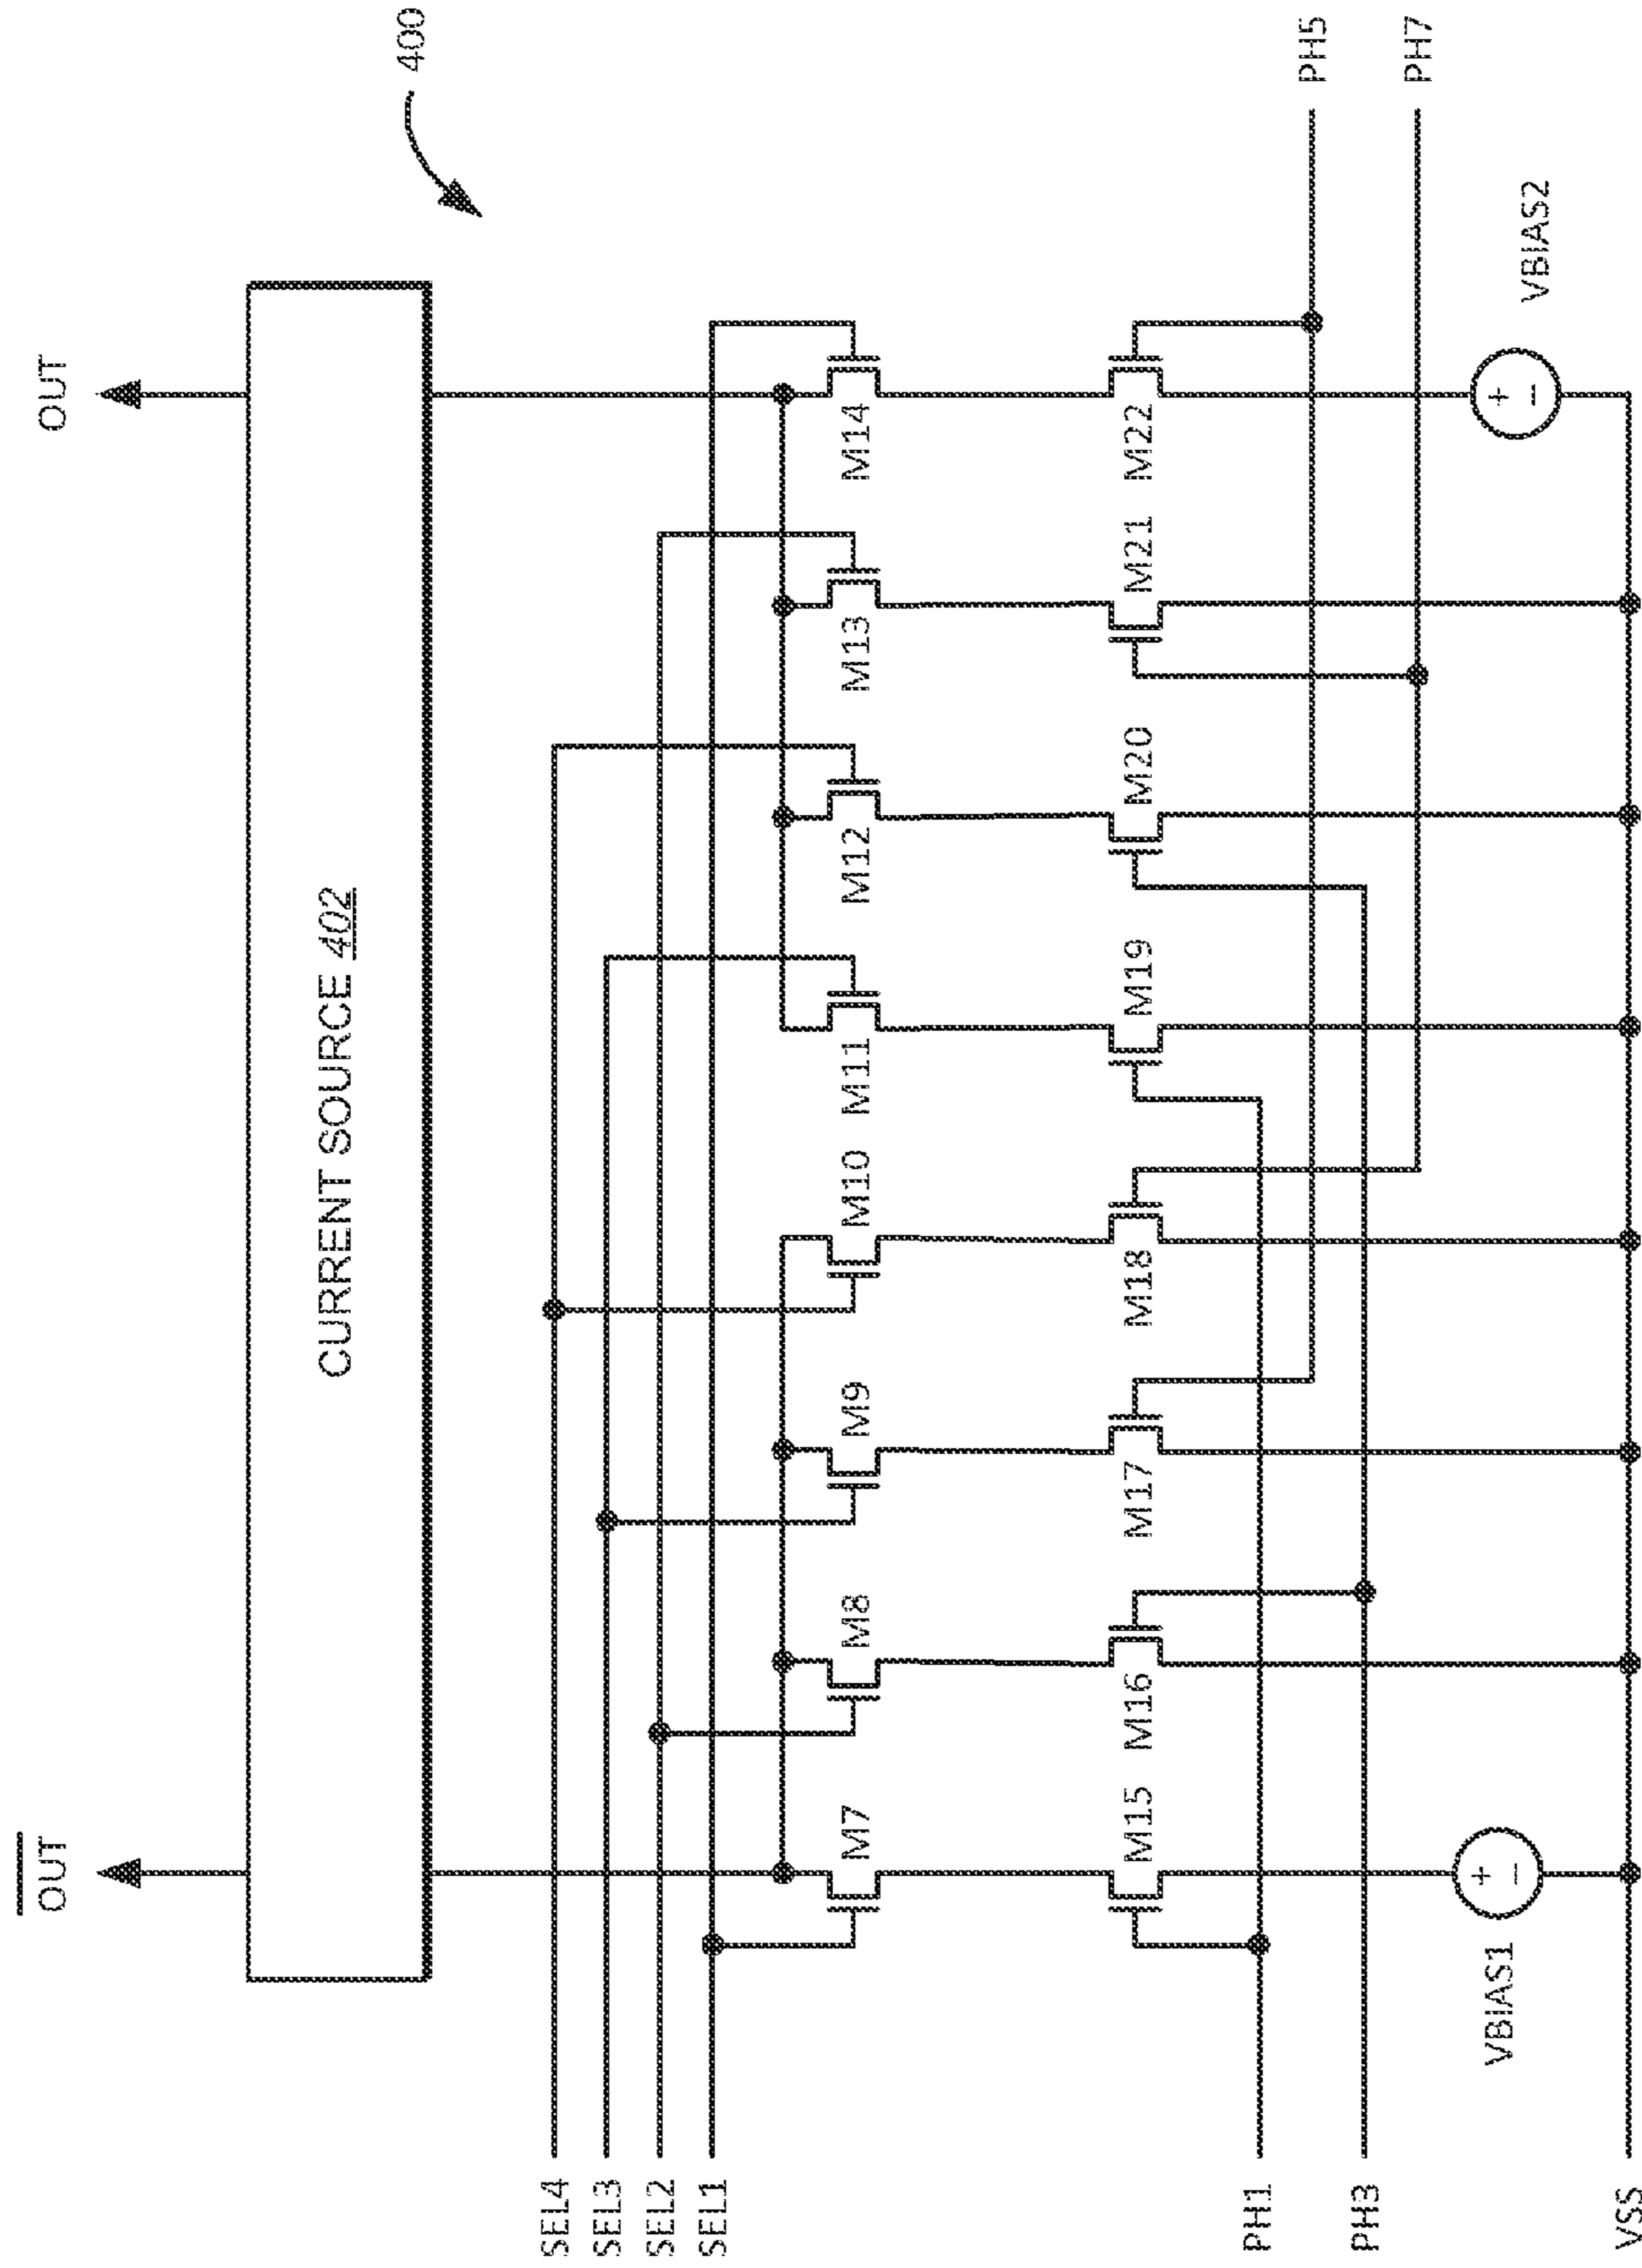 400
OUT
OUT
CURRENT SOURCE 402
SEL4
SEL3
SEL2
SEL1
M7
M8
M9
M10
M11
M12
M13
M14
M15
M16
M17
M18
M19
M20
M21
M22
PH1
PH3
PH5
PH7
VBIAS1
+
−
VBIAS2
+
−
VSS